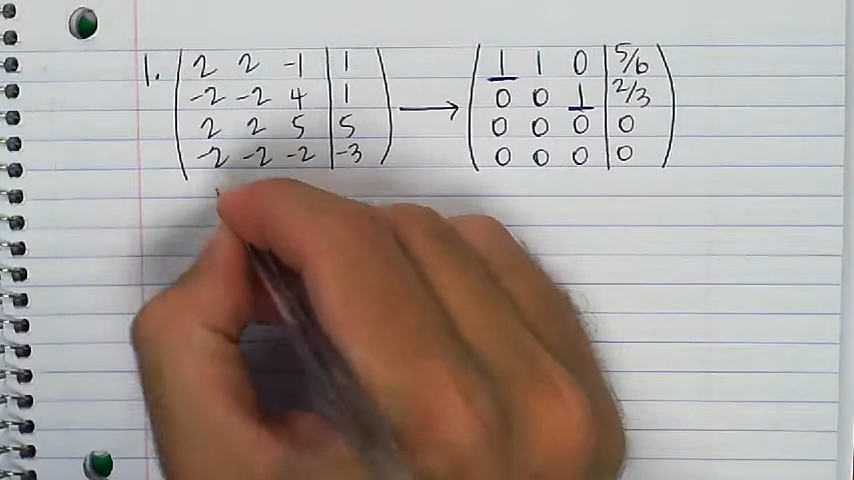 1. ( 2 2 -1 | 1 ) → ( 1 1 0 | 5/6 )
-2 -2 4 | 1 0 0 1 | 2/3
2 2 5 | 5 0 0 0 | 0
-2 -2 -2 | -3 0 0 0 | 0